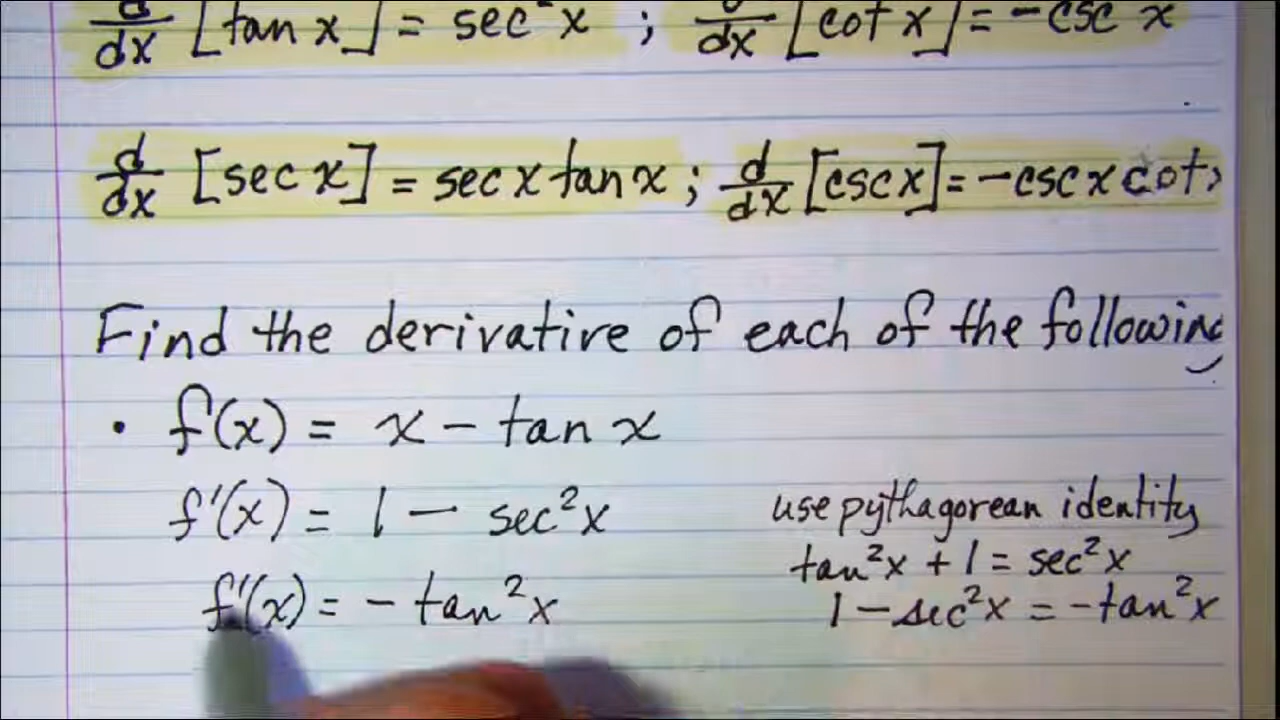 d/dx [tan x] = sec²x ; d/dx [cot x] = -csc x
d/dx [sec x] = sec x tan x ; d/dx [csc x] = -csc x cot
Find the derivative of each of the following
• f(x) = x - tan x
f'(x) = 1 - sec²x
use pythagorean identity
tan²x + 1 = sec²x
f'(x) = - tan²x
1 - sec²x = -tan²x